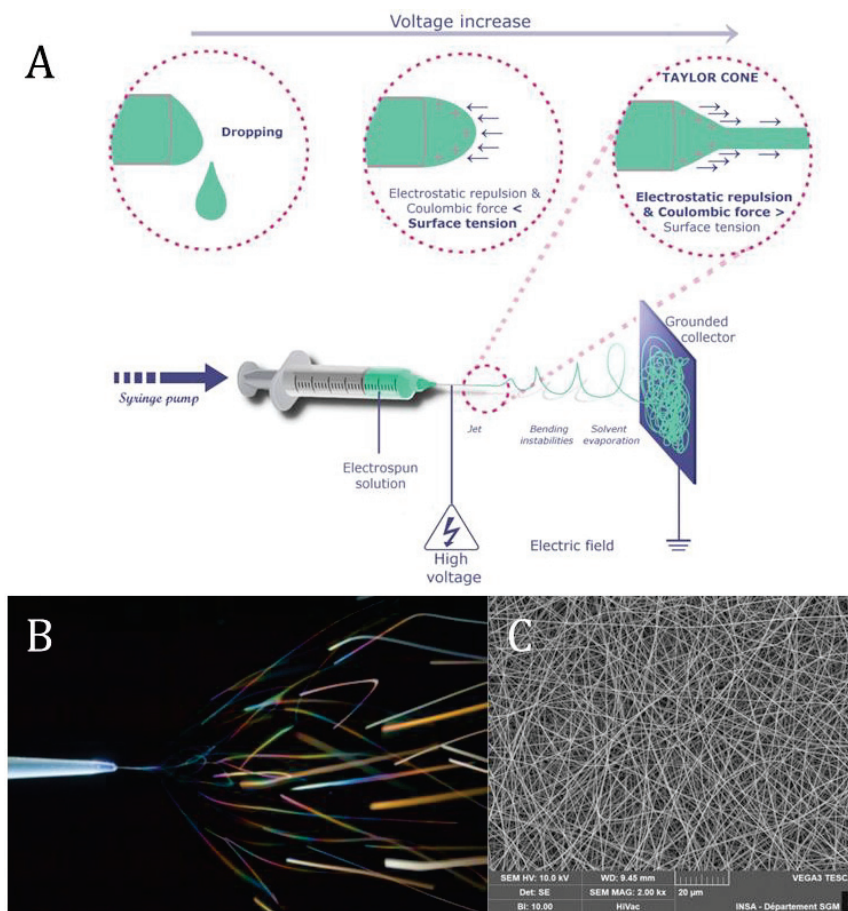 Voltage increase
A
Dropping
Electrostatic repulsion &
Coulombic force <
Surface tension
TAYLOR CONE
Electrostatic repulsion
& Coulombic force >
Surface tension
Grounded
collector
Syringe pump
Jet
Bending
instabilities
Solvent
evaporation
Electrospun
solution
High
voltage
Electric field
B
C
SEM HV: 10.0 kV
WD: 9.45 mm
VEGA3 TESC
Det: SE
SEM MAG: 2.00 kx
20 µm
BI: 10.00
HiVac
INSA - Département SGM